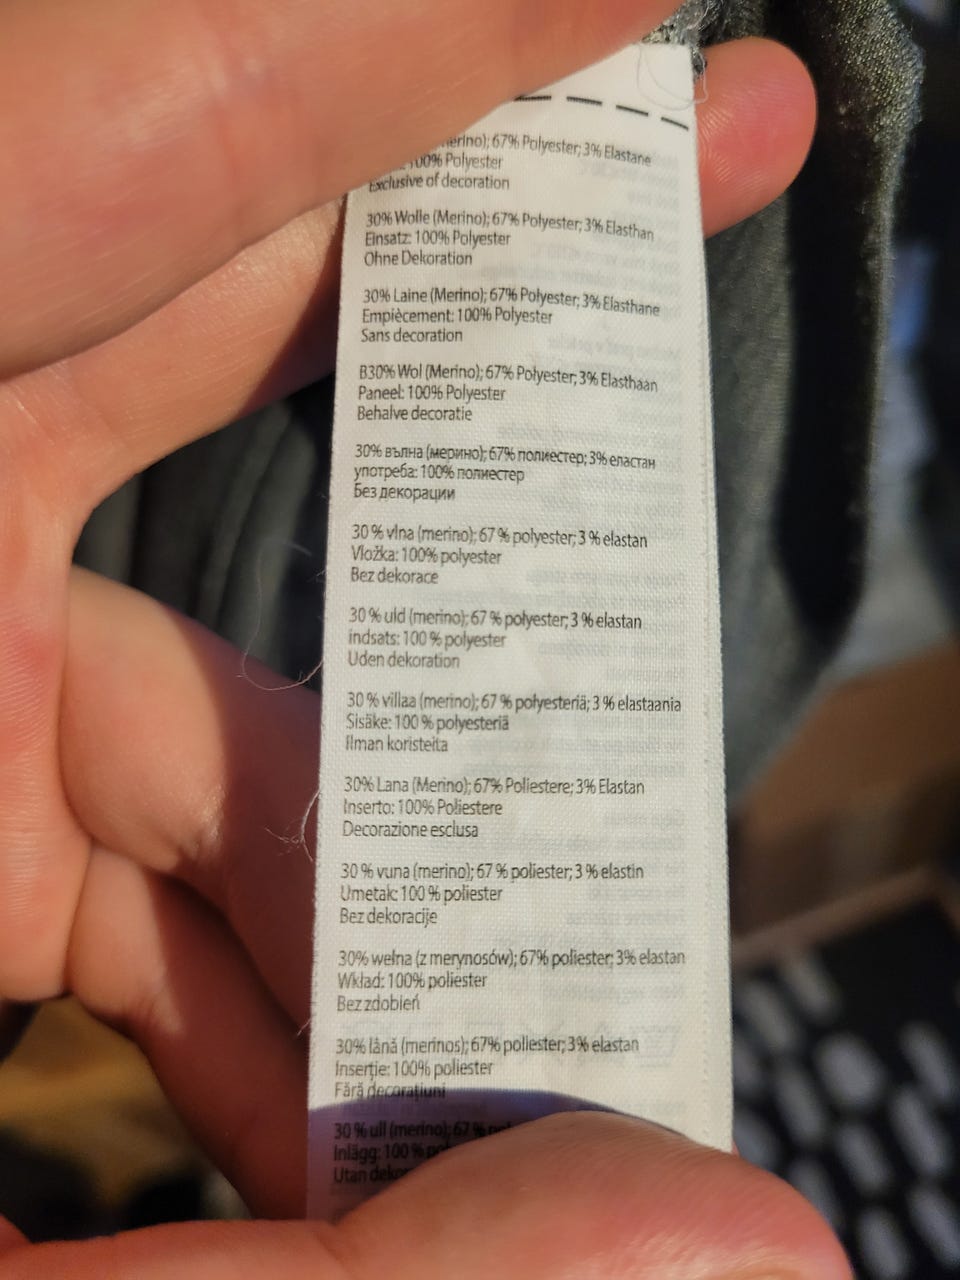 67% Polyester; 3% Elastane
100% Polyester
Exclusive of decoration
30% Wolle (Merino); 67% Polyester; 3% Elasthan
Einsatz: 100% Polyester
Ohne Dekoration
30% Laine (Merino); 67% Polyester; 3% Elasthane
Empiècement: 100% Polyester
Sans decoration
B30% Wol (Merino); 67% Polyester; 3% Elasthaan
Paneel: 100% Polyester
Behalve decoratie
30% вълна (мерино); 67% полиестер; 3% еластан
употреба: 100% полиестер
Без декорации
30 % vlna (merino); 67 % polyester; 3 % elastan
Vložka: 100% polyester
Bez dekorace
30 % uld (merino); 67 % polyester; 3 % elastan
indsats: 100 % polyester
Uden dekoration
30 % villaa (merino); 67 % polyesteriä; 3 % elastaania
Sisäke: 100 % polyesteriä
Ilman koristeita
30% Lana (Merino); 67% Poliestere; 3% Elastan
Inserto: 100% Poliestere
Decorazione esclusa
30 % vuna (merino); 67 % poliester; 3 % elastin
Umetak: 100 % poliester
Bez dekoracije
30% wełna (z merynosów); 67% poliester; 3% elastan
Wkład: 100% poliester
Bez zdobień
30% lână (merinos); 67% poliester; 3% elastan
Inserție: 100% poliester
Fără decorațiuni
30 % ull (merino); 67 %
Inlägg: 100 %
Utan